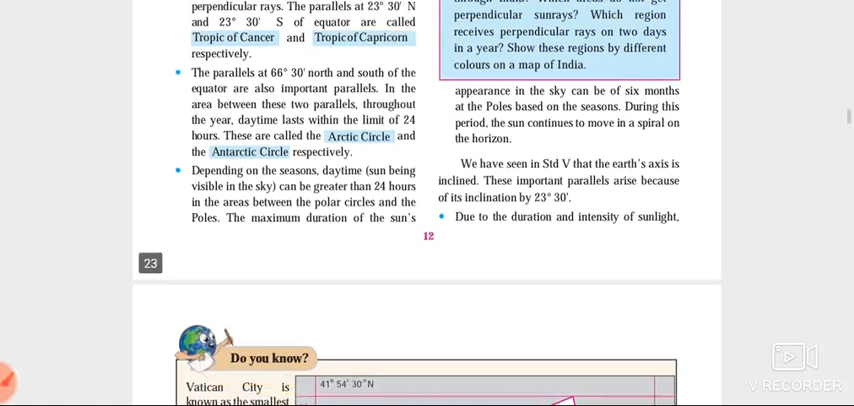 perpendicular rays. The parallels at 23° 30' N
and 23° 30' S of equator are called
Tropic of Cancer and Tropic of Capricorn
respectively.
• The parallels at 66° 30' north and south of the
equator are also important parallels. In the
area between these two parallels, throughout
the year, daytime lasts within the limit of 24
hours. These are called the Arctic Circle and
the Antarctic Circle respectively.
• Depending on the seasons, daytime (sun being
visible in the sky) can be greater than 24 hours
in the areas between the polar circles and the
Poles. The maximum duration of the sun's
through India? Which areas do not get
perpendicular sunrays? Which region
receives perpendicular rays on two days
in a year? Show these regions by different
colours on a map of India.
appearance in the sky can be of six months
at the Poles based on the seasons. During this
period, the sun continues to move in a spiral on
the horizon.
We have seen in Std V that the earth's axis is
inclined. These important parallels arise because
of its inclination by 23° 30'.
• Due to the duration and intensity of sunlight,
12
23
Do you know?
Vatican City is
known as the smallest
41° 54' 30" N
V RECORDER